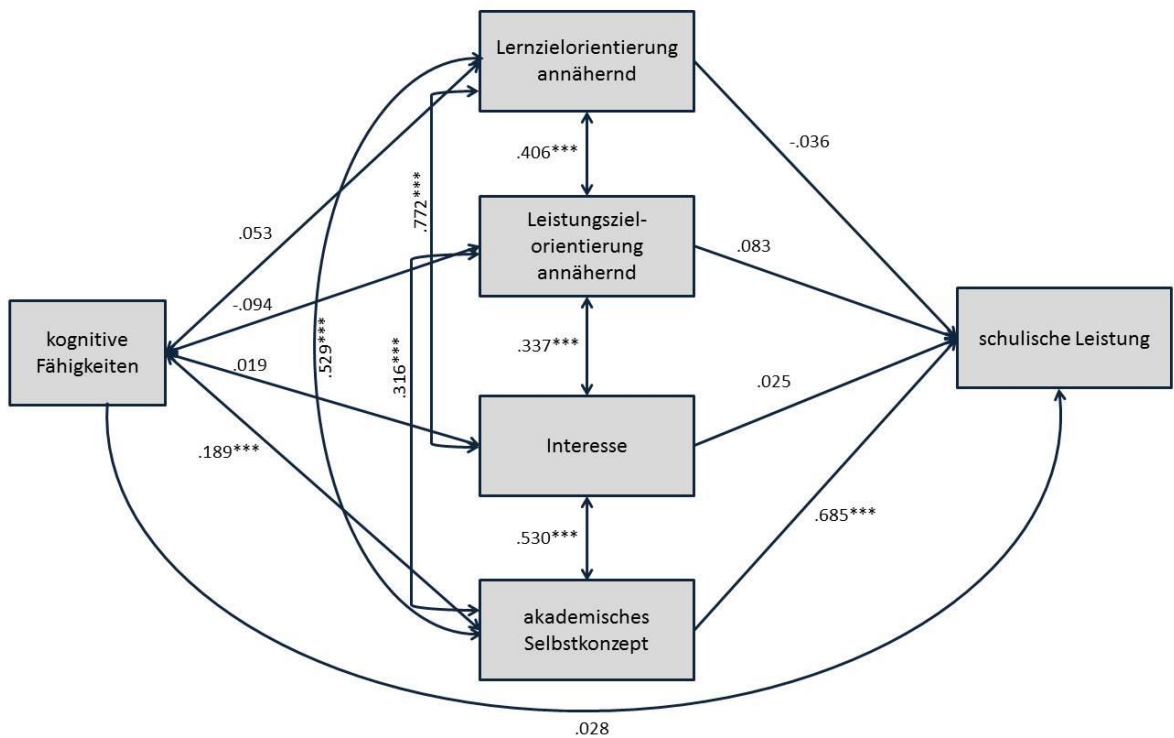 Lernzielorientierung
annähernd
-.036
.406***
.772***
Leistungsziel-
orientierung
annähernd
.053
.083
-.094
kognitive
Fähigkeiten
.529***
.316***
.337***
schulische Leistung
.019
.025
Interesse
.189***
.530***
.685***
akademisches
Selbstkonzept
.028